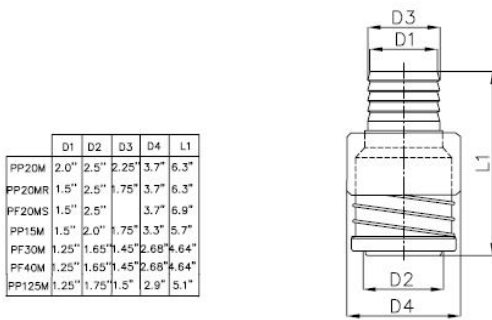 D1 D2 D3 D4 L1
PP20M 2.0" 2.5" 2.25" 3.7" 6.3"
PP20MR 1.5" 2.5" 1.75" 3.7" 6.3"
PF20MS 1.5" 2.5" 3.7" 6.9"
PP15M 1.5" 2.0" 1.75" 3.3" 5.7"
PF30M 1.25" 1.65" 1.45" 2.68" 4.64"
PF40M 1.25" 1.65" 1.45" 2.68" 4.64"
PP125M 1.25" 1.75" 1.5" 2.9" 5.1"
D3
D1
L1
D2
D4